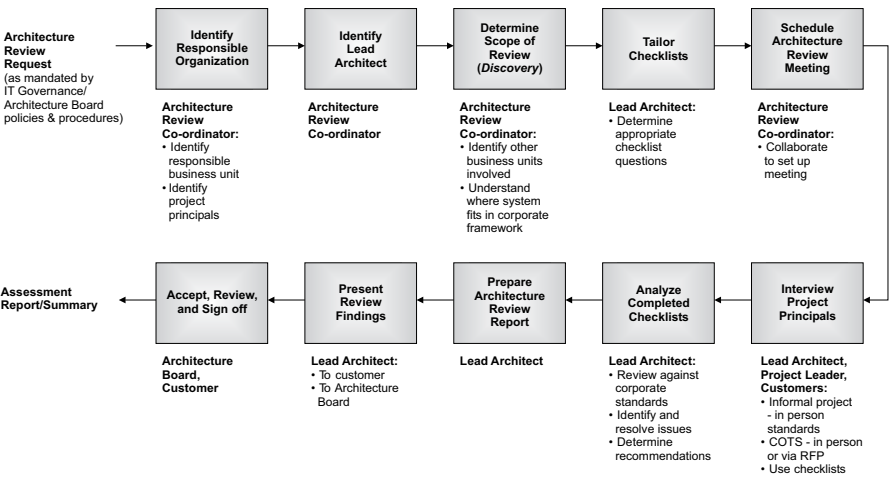 Architecture
Review
Request
(as mandated by
IT Governance/
Architecture Board
policies & procedures)
Identify
Responsible
Organization
Identify
Lead
Architect
Determine
Scope of
Review
(Discovery)
Tailor
Checklists
Schedule
Architecture
Review
Meeting
Architecture
Review
Co-ordinator:
• Identify
responsible
business unit
• Identify
project
principals
Architecture
Review
Co-ordinator
Architecture
Review
Co-ordinator:
• Identify other
business units
involved
• Understand
where system
fits in corporate
framework
Lead Architect:
• Determine
appropriate
checklist
questions
Architecture
Review
Co-ordinator:
• Collaborate
to set up
meeting
Interview
Project
Principals
Analyze
Completed
Checklists
Prepare
Architecture
Review
Report
Present
Review
Findings
Accept, Review,
and Sign off
Assessment
Report/Summary
Lead Architect,
Project Leader,
Customers:
• Informal project
- in person
standards
• COTS - in person
or via RFP
• Use checklists
Lead Architect:
• Review against
corporate
standards
• Identify and
resolve issues
• Determine
recommendations
Lead Architect
Lead Architect:
• To customer
• To Architecture
Board
Architecture
Board,
Customer